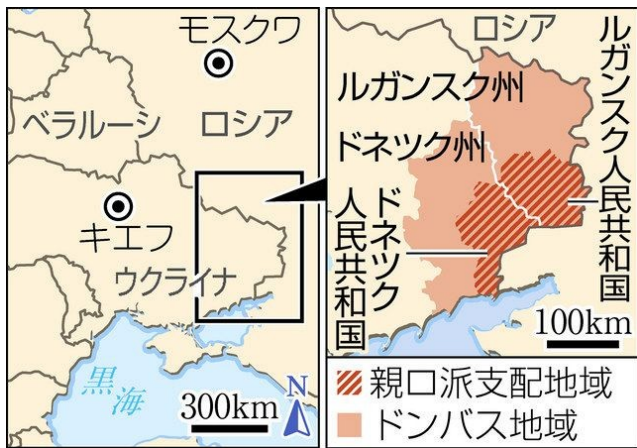 モスクワ
ベラルーシ
ロシア
キエフ
ウクライナ
黒海
N
300km
ロシア
ルガンスク州
ドネツク州
ルガンスク人民共和国
ドネツク
人民共和国
100km
親ロ派支配地域
ドンバス地域